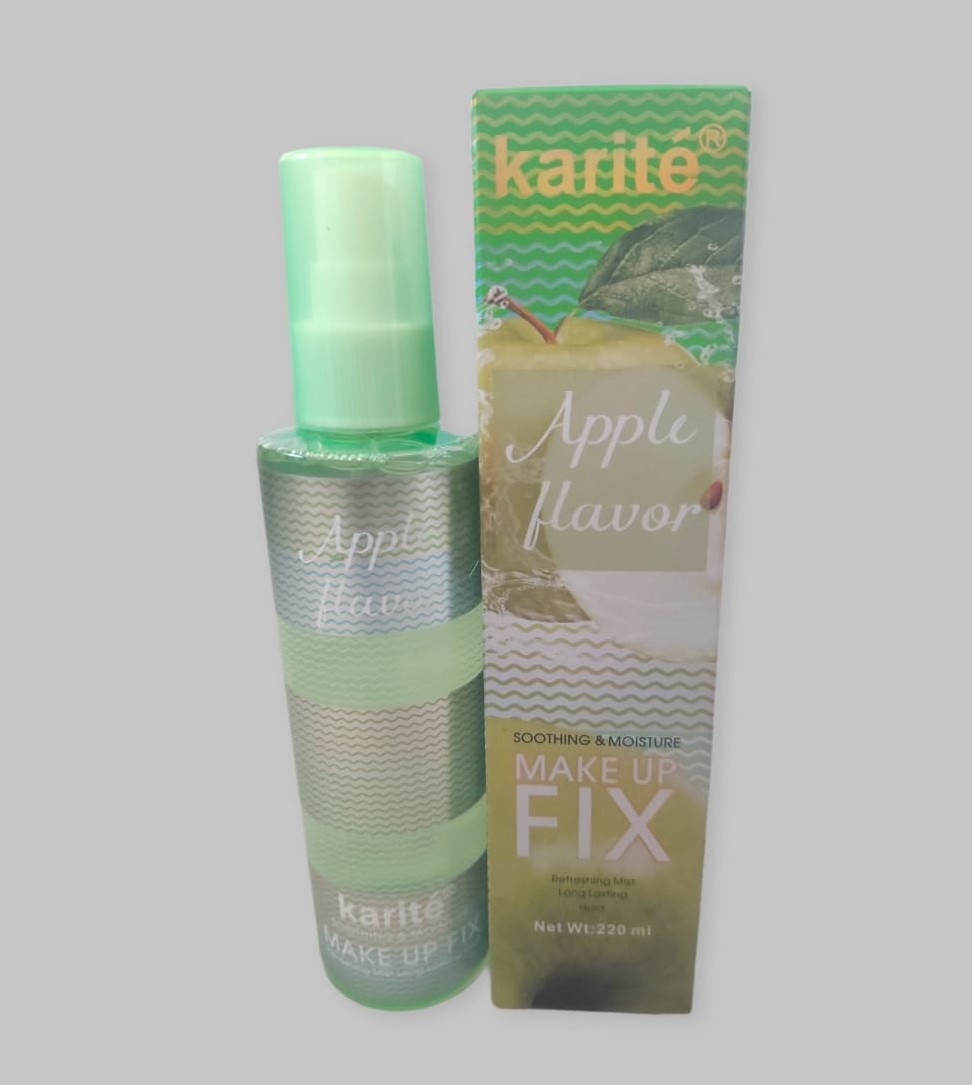 karité®
Apple
flavor
SOOTHING & MOISTURE
MAKE UP
FIX
Refreshing Mist
Long Lasting
Hold
Net Wt:220 ml
karité
MAKE UP FIX